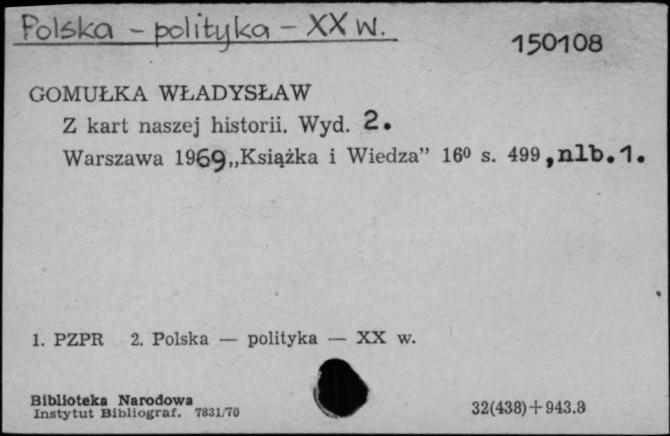 Polska - polityka - XX w.
150108
GOMUŁKA WŁADYSŁAW
Z kart naszej historii. Wyd. 2.
Warszawa 1969 „Książka i Wiedza” 16⁰ s. 499, nlb. 1.
1. PZPR 2. Polska — polityka — XX w.
Biblioteka Narodowa
Instytut Bibliograf. 7831/70
32(438)+943.8